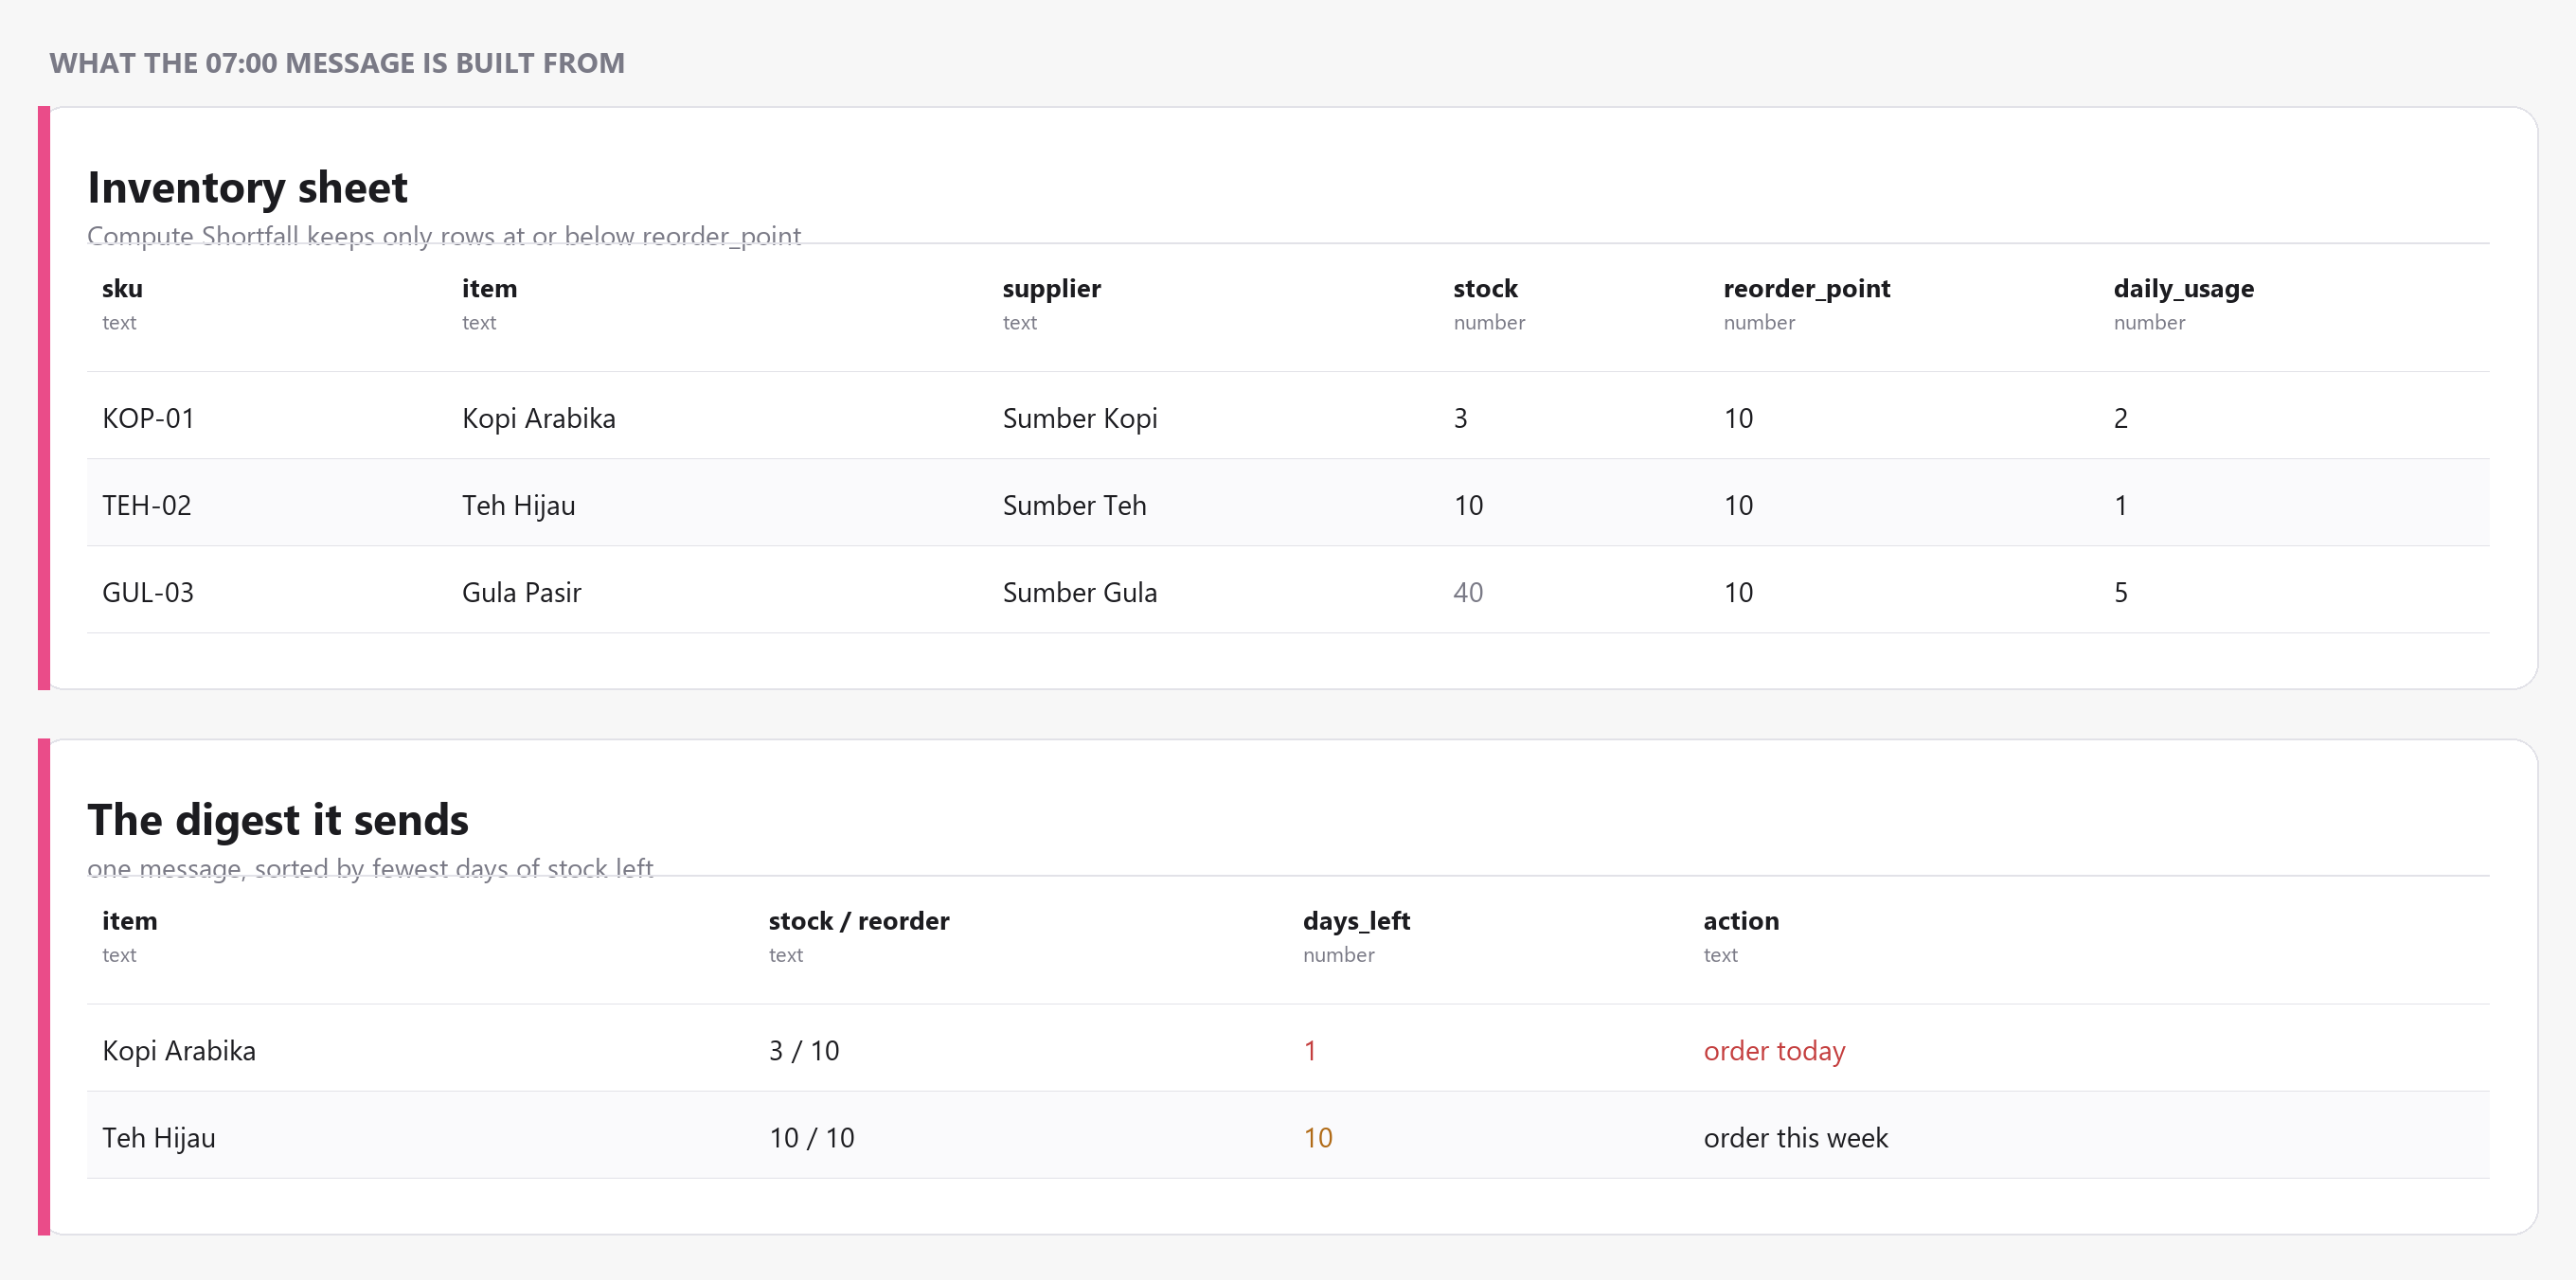 WHAT THE 07:00 MESSAGE IS BUILT FROM
Inventory sheet
Compute Shortfall keeps only rows at or below reorder_point
sku item supplier stock reorder_point daily_usage
text text text number number number
KOP-01 Kopi Arabika Sumber Kopi 3 10 2
TEH-02 Teh Hijau Sumber Teh 10 10 1
GUL-03 Gula Pasir Sumber Gula 40 10 5
The digest it sends
one message, sorted by fewest days of stock left
item stock / reorder days_left action
text text number text
Kopi Arabika 3 / 10 1 order today
Teh Hijau 10 / 10 10 order this week